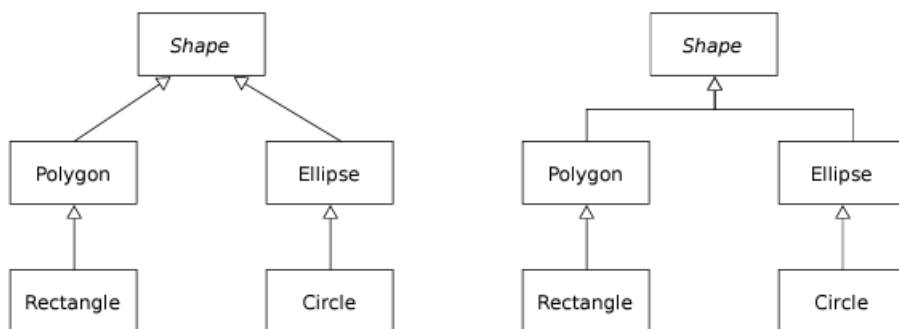 Shape
Polygon
Ellipse
Rectangle
Circle
Shape
Polygon
Ellipse
Rectangle
Circle